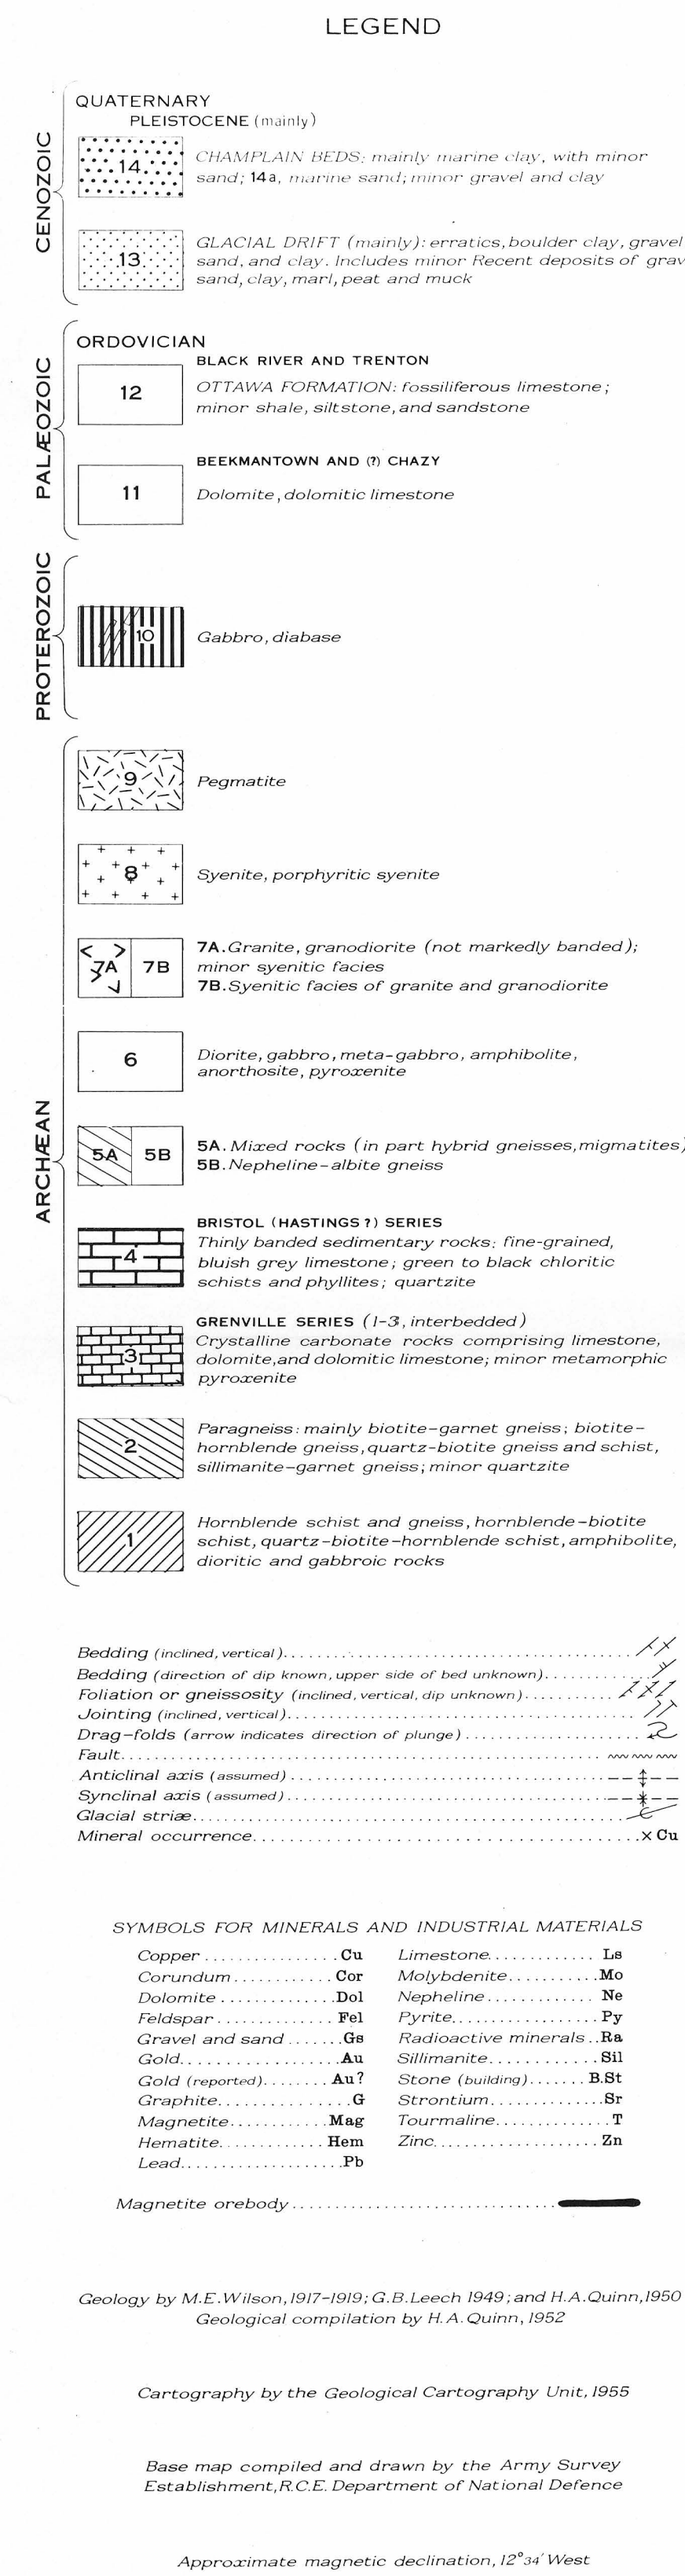 LEGEND
CENOZOIC
QUATERNARY
PLEISTOCENE (mainly)
14
CHAMPLAIN BEDS: mainly marine clay, with minor
sand; 14a, marine sand; minor gravel and clay
13
GLACIAL DRIFT (mainly): erratics, boulder clay, gravel
sand, and clay. Includes minor Recent deposits of grav
sand, clay, marl, peat and muck
PALÆOZOIC
ORDOVICIAN
BLACK RIVER AND TRENTON
12
OTTAWA FORMATION: fossiliferous limestone;
minor shale, siltstone, and sandstone
BEEKMANTOWN AND (?) CHAZY
11
Dolomite, dolomitic limestone
PROTEROZOIC
10
Gabbro, diabase
ARCHÆAN
9
Pegmatite
8
Syenite, porphyritic syenite
7A 7B
7A. Granite, granodiorite (not markedly banded);
minor syenitic facies
7B. Syenitic facies of granite and granodiorite
6
Diorite, gabbro, meta-gabbro, amphibolite,
anorthosite, pyroxenite
5A 5B
5A. Mixed rocks (in part hybrid gneisses, migmatites)
5B. Nepheline-albite gneiss
BRISTOL (HASTINGS ?) SERIES
4
Thinly banded sedimentary rocks; fine-grained,
bluish grey limestone; green to black chloritic
schists and phyllites; quartzite
GRENVILLE SERIES (1-3, interbedded)
3
Crystalline carbonate rocks comprising limestone,
dolomite, and dolomitic limestone; minor metamorphic
pyroxenite
2
Paragneiss: mainly biotite-garnet gneiss; biotite-
hornblende gneiss, quartz-biotite gneiss and schist,
sillimanite-garnet gneiss; minor quartzite
1
Hornblende schist and gneiss, hornblende-biotite
schist, quartz-biotite-hornblende schist, amphibolite,
dioritic and gabbroic rocks
Bedding (inclined, vertical)
Bedding (direction of dip known, upper side of bed unknown)
Foliation or gneissosity (inclined, vertical, dip unknown)
Jointing (inclined, vertical)
Drag-folds (arrow indicates direction of plunge)
Fault
Anticlinal axis (assumed)
Synclinal axis (assumed)
Glacial striæ
Mineral occurrence x Cu
SYMBOLS FOR MINERALS AND INDUSTRIAL MATERIALS
Copper Cu
Corundum Cor
Dolomite Dol
Feldspar Fel
Gravel and sand Gs
Gold Au
Gold (reported) Au?
Graphite G
Magnetite Mag
Hematite Hem
Lead Pb
Limestone Ls
Molybdenite Mo
Nepheline Ne
Pyrite Py
Radioactive minerals Ra
Sillimanite Sil
Stone (building) B.St
Strontium Sr
Tourmaline T
Zinc Zn
Magnetite orebody
Geology by M.E. Wilson, 1917-1919; G.B. Leech 1949; and H.A. Quinn, 1950
Geological compilation by H.A. Quinn, 1952
Cartography by the Geological Cartography Unit, 1955
Base map compiled and drawn by the Army Survey
Establishment, R.C.E. Department of National Defence
Approximate magnetic declination, 12°34' West